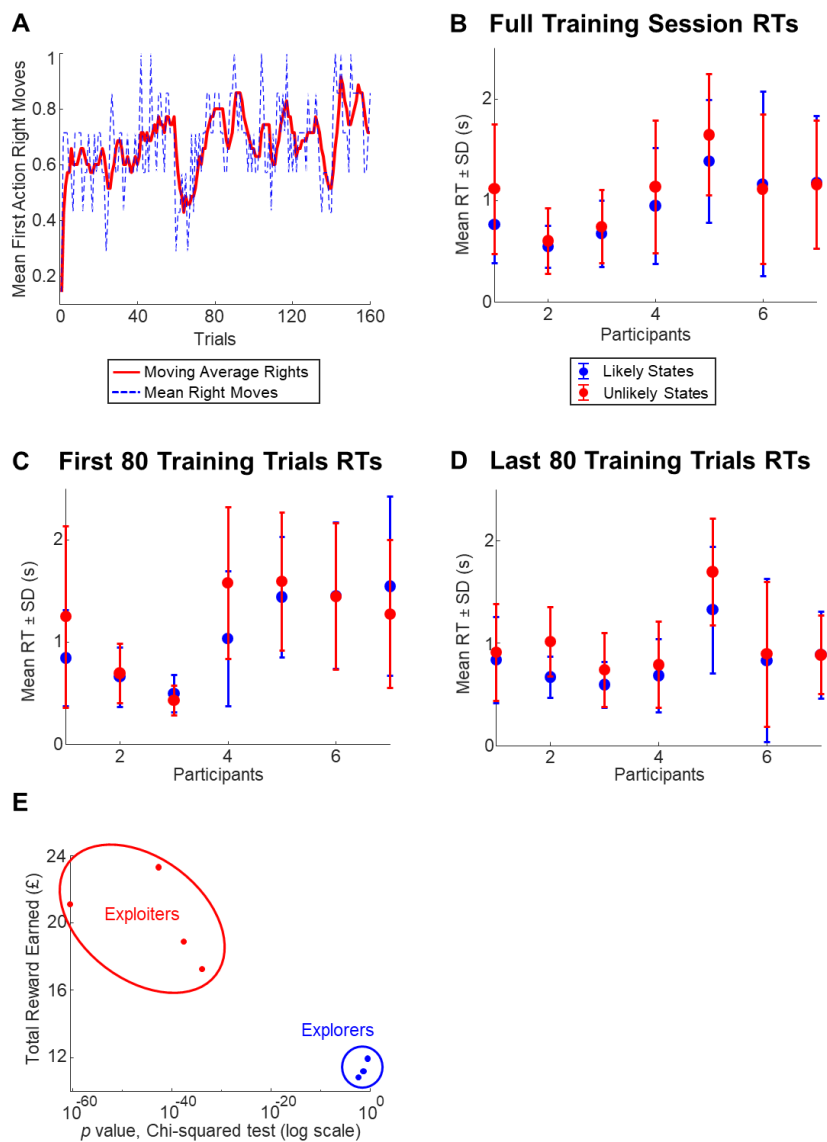 A
Mean First Action Right Moves
1
0.8
0.6
0.4
0.2
0 40 80 120 160
Trials
Moving Average Rights
Mean Right Moves
B Full Training Session RTs
Mean RT ± SD (s)
2
1
0
2 4 6
Participants
Likely States
Unlikely States
C First 80 Training Trials RTs
Mean RT ± SD (s)
2
1
0
2 4 6
Participants
D Last 80 Training Trials RTs
Mean RT ± SD (s)
2
1
0
2 4 6
Participants
E
Total Reward Earned (£)
24
20
16
12
Exploiters
Explorers
10⁻⁶⁰ 10⁻⁴⁰ 10⁻²⁰ 10⁰
p value, Chi-squared test (log scale)